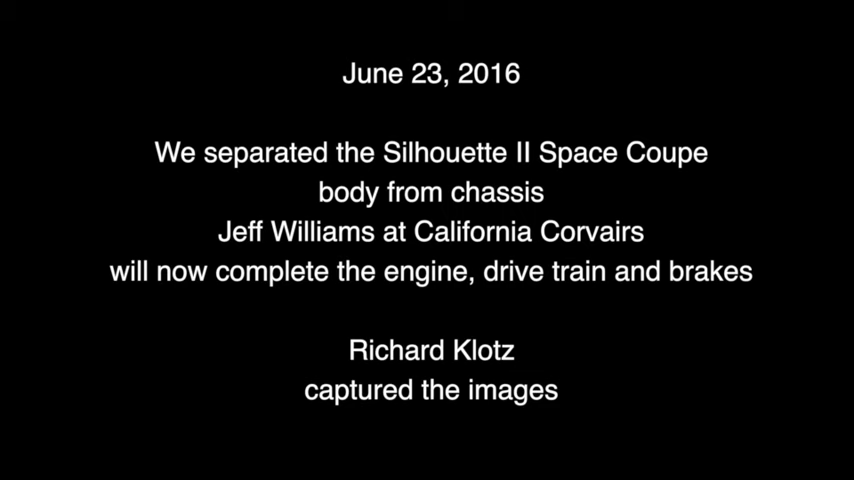 June 23, 2016
We separated the Silhouette II Space Coupe
body from chassis
Jeff Williams at California Corvairs
will now complete the engine, drive train and brakes
Richard Klotz
captured the images